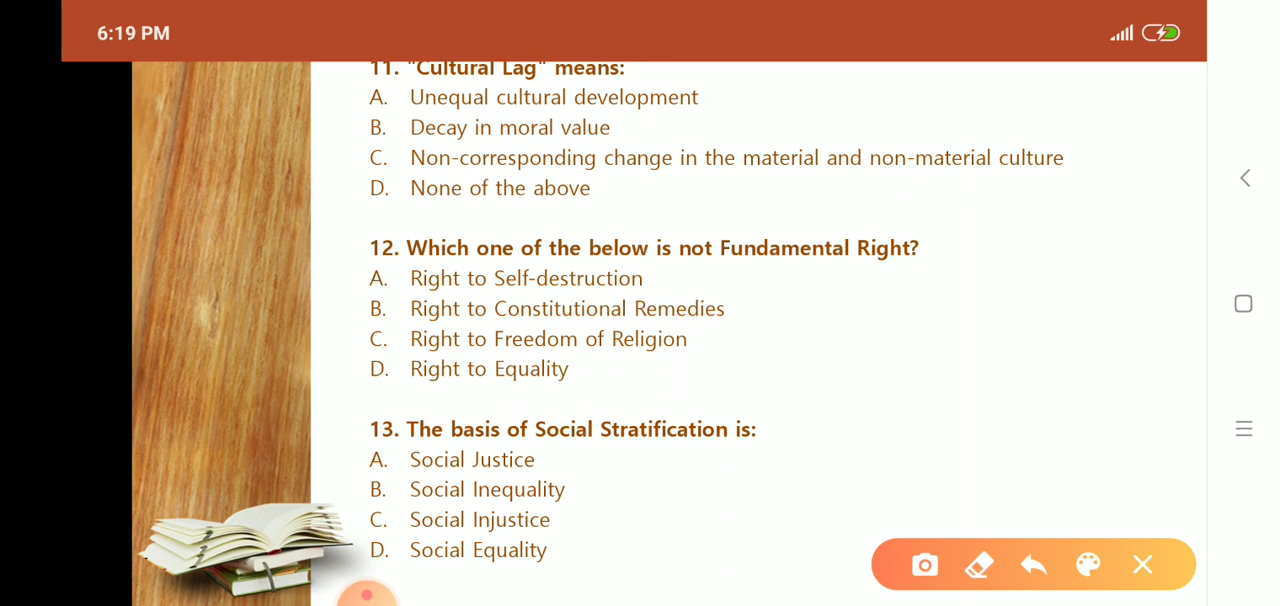 6:19 PM
11. "Cultural Lag" means:
A. Unequal cultural development
B. Decay in moral value
C. Non-corresponding change in the material and non-material culture
D. None of the above
12. Which one of the below is not Fundamental Right?
A. Right to Self-destruction
B. Right to Constitutional Remedies
C. Right to Freedom of Religion
D. Right to Equality
13. The basis of Social Stratification is:
A. Social Justice
B. Social Inequality
C. Social Injustice
D. Social Equality